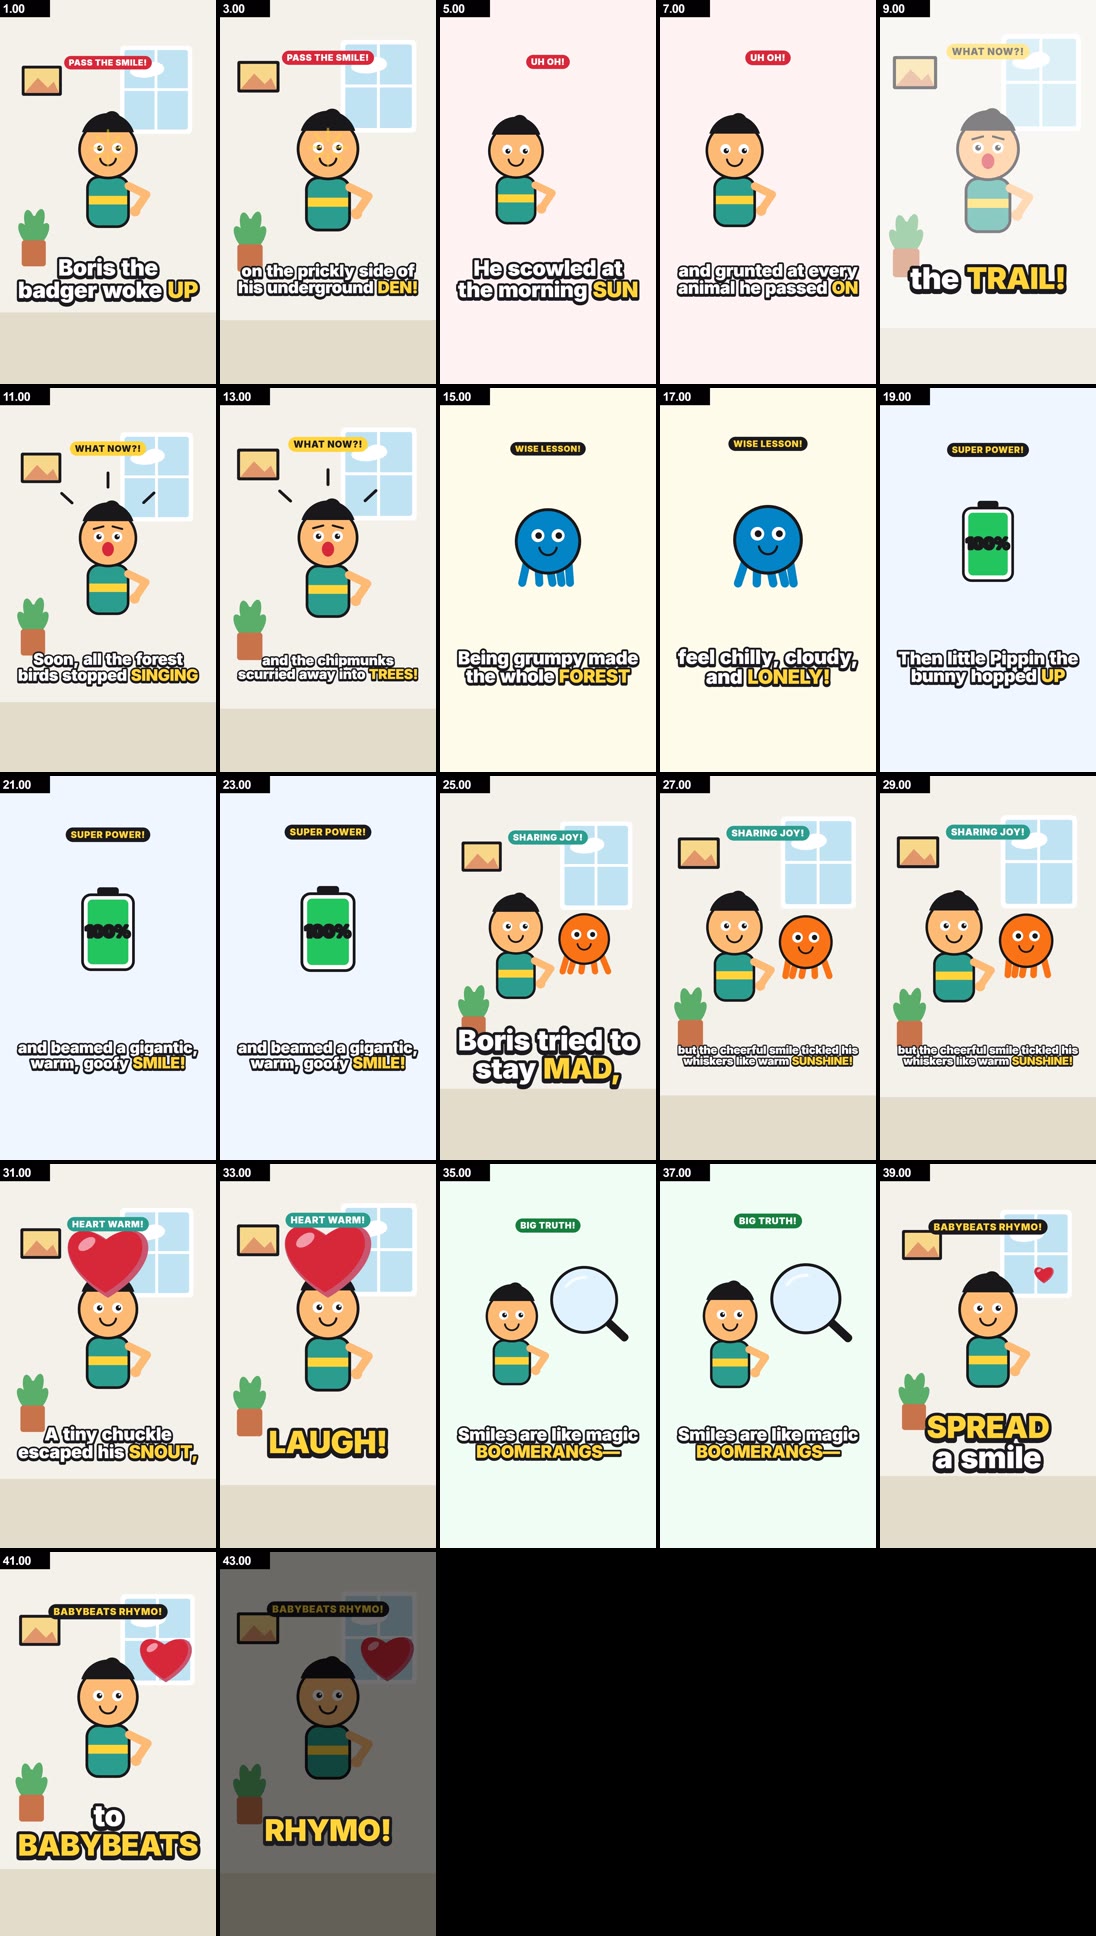 1.00
PASS THE SMILE!
Boris the
badger woke UP
3.00
PASS THE SMILE!
on the prickly side of
his underground DEN!
5.00
UH OH!
He scowled at
the morning SUN
7.00
UH OH!
and grunted at every
animal he passed ON
9.00
WHAT NOW?!
the TRAIL!
11.00
WHAT NOW?!
Soon, all the forest
birds stopped SINGING
13.00
WHAT NOW?!
and the chipmunks
scurried away into TREES!
15.00
WISE LESSON!
Being grumpy made
the whole FOREST
17.00
WISE LESSON!
feel chilly, cloudy,
and LONELY!
19.00
SUPER POWER!
100%
Then little Pippin the
bunny hopped UP
21.00
SUPER POWER!
100%
and beamed a gigantic,
warm, goofy SMILE!
23.00
SUPER POWER!
100%
and beamed a gigantic,
warm, goofy SMILE!
25.00
SHARING JOY!
Boris tried to
stay MAD,
27.00
SHARING JOY!
but the cheerful smile tickled his
whiskers like warm SUNSHINE!
29.00
SHARING JOY!
but the cheerful smile tickled his
whiskers like warm SUNSHINE!
31.00
HEART WARM!
A tiny chuckle
escaped his SNOUT,
33.00
HEART WARM!
LAUGH!
35.00
BIG TRUTH!
Smiles are like magic
BOOMERANGS—
37.00
BIG TRUTH!
Smiles are like magic
BOOMERANGS—
39.00
BABYBEATS RHYMO!
SPREAD
a smile
41.00
BABYBEATS RHYMO!
to
BABYBEATS
43.00
BABYBEATS RHYMO!
RHYMO!